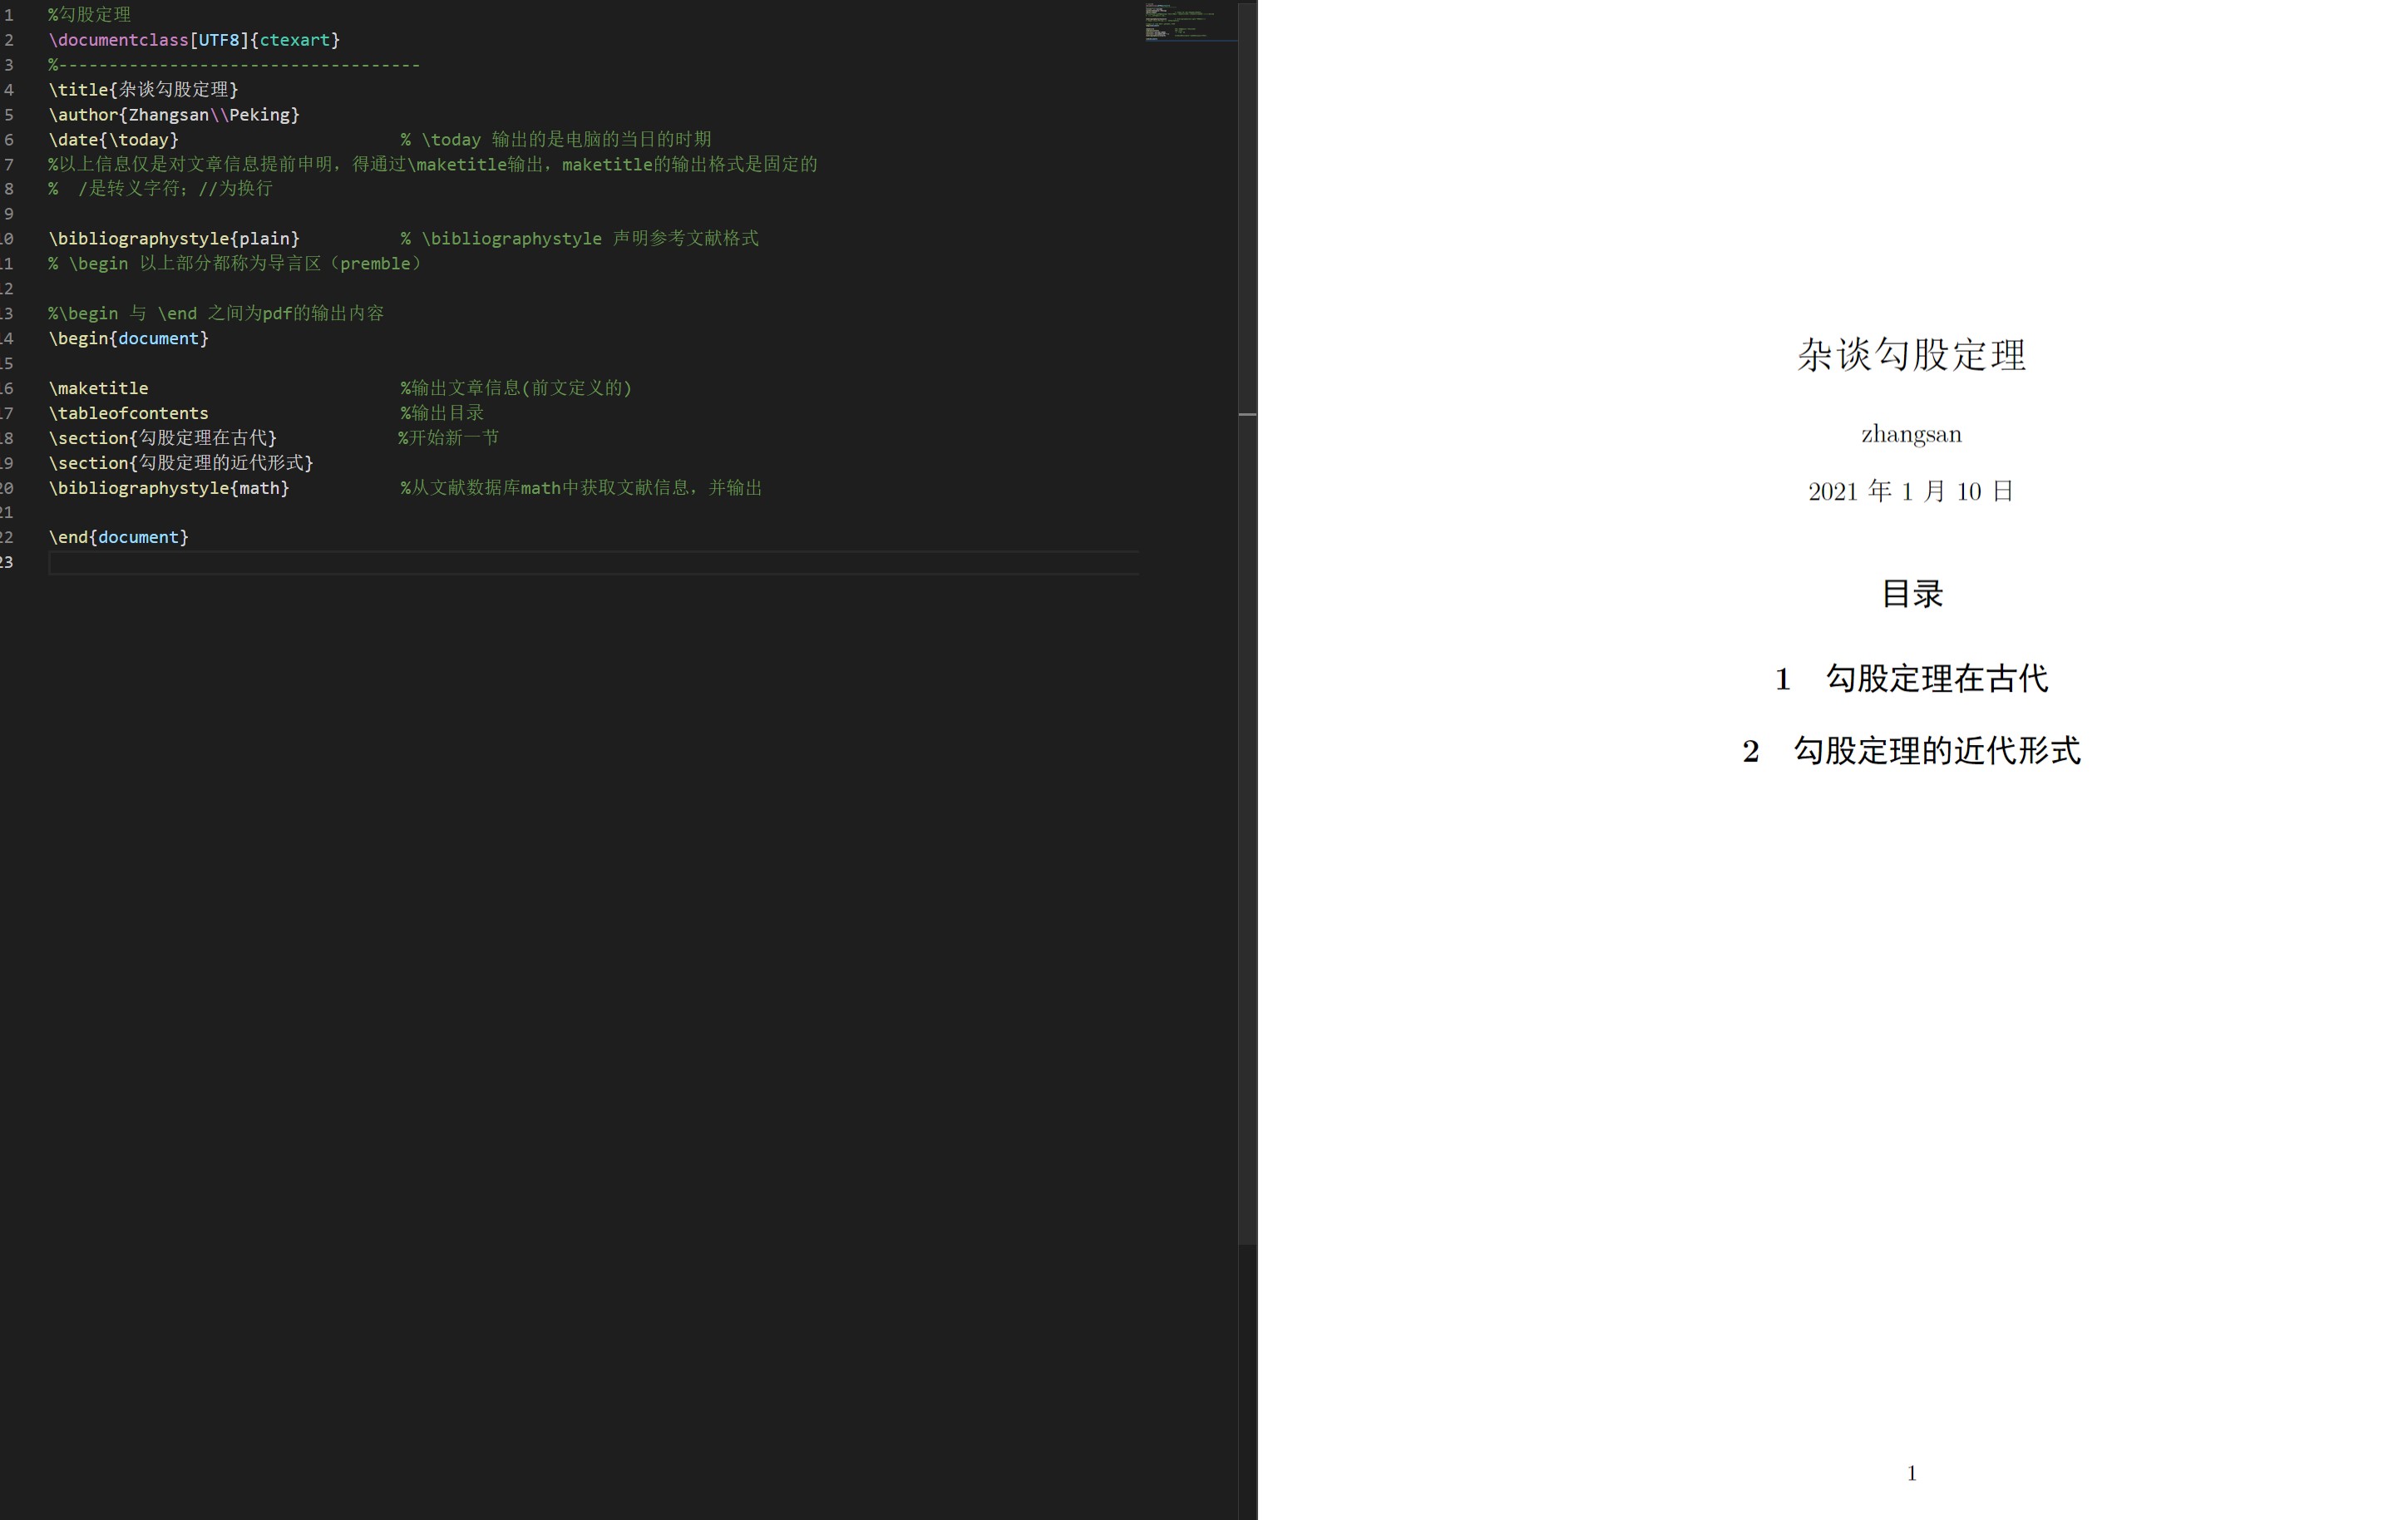 1 %勾股定理
2 \documentclass[UTF8]{ctexart}
3 %------------------------------------
4 \title{杂谈勾股定理}
5 \author{Zhangsan\\Peking}
6 \date{\today} % \today 输出的是电脑的当日的时期
7 %以上信息仅是对文章信息提前申明，得通过\maketitle输出，maketitle的输出格式是固定的
8 % /是转义字符；//为换行
9
10 \bibliographystyle{plain} % \bibliographystyle 声明参考文献格式
11 % \begin 以上部分都称为导言区（premble）
12
13 %\begin 与 \end 之间为pdf的输出内容
14 \begin{document}
15
16 \maketitle %输出文章信息(前文定义的)
17 \tableofcontents %输出目录
18 \section{勾股定理在古代} %开始新一节
19 \section{勾股定理的近代形式}
20 \bibliographystyle{math} %从文献数据库math中获取文献信息，并输出
21
22 \end{document}
23
杂谈勾股定理
zhangsan
2021 年 1 月 10 日
目录
1 勾股定理在古代
2 勾股定理的近代形式
1